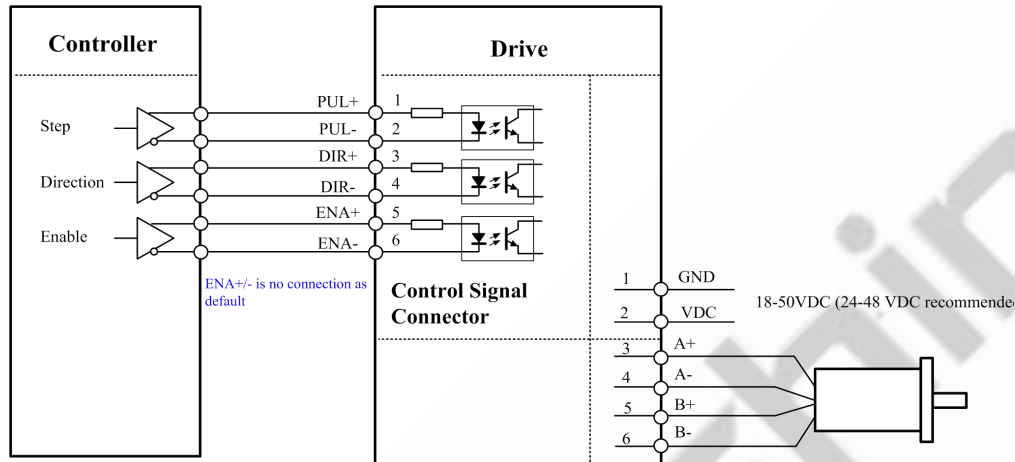 Controller
Drive
Step
PUL+ 1
PUL- 2
Direction
DIR+ 3
DIR- 4
Enable
ENA+ 5
ENA- 6
ENA+/- is no connection as
default
Control Signal
Connector
1 GND
2 VDC
18-50VDC (24-48 VDC recommende
3 A+
4 A-
5 B+
6 B-